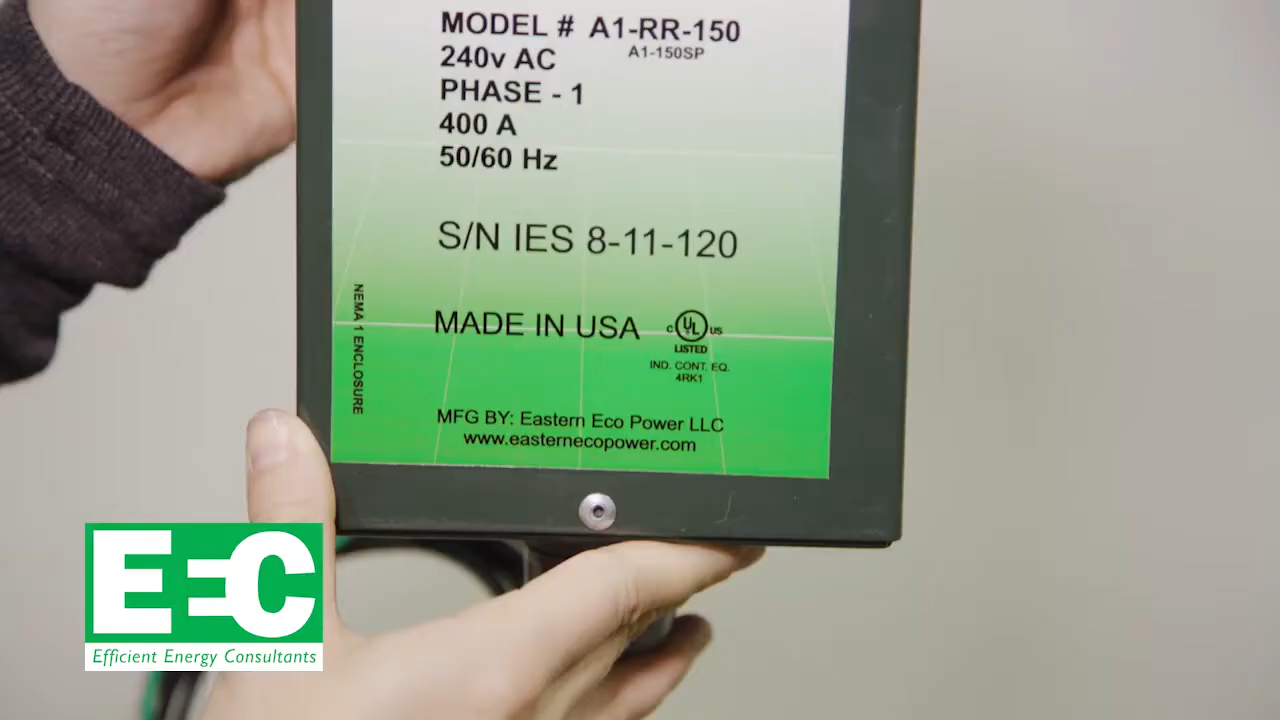 MODEL # A1-RR-150
A1-150SP
240v AC
PHASE - 1
400 A
50/60 Hz
S/N IES 8-11-120
NEMA 1 ENCLOSURE
MADE IN USA
C UL US
LISTED
IND. CONT. EQ.
4RK1
MFG BY: Eastern Eco Power LLC
www.easternecopower.com
EEC
Efficient Energy Consultants